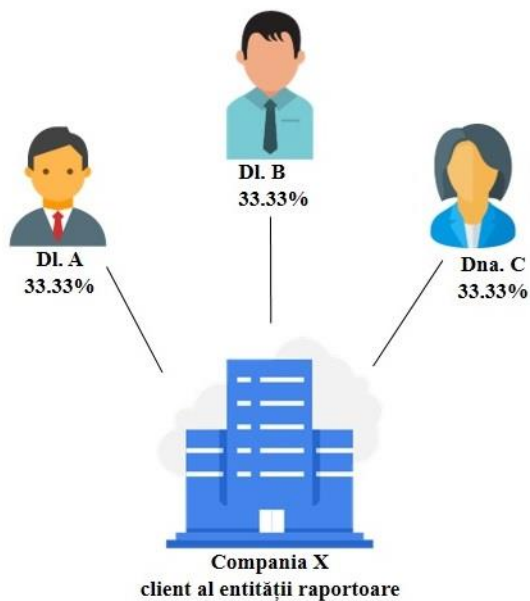 Dl. B
33.33%
Dl. A
33.33%
Dna. C
33.33%
Compania X
client al entității raportoare